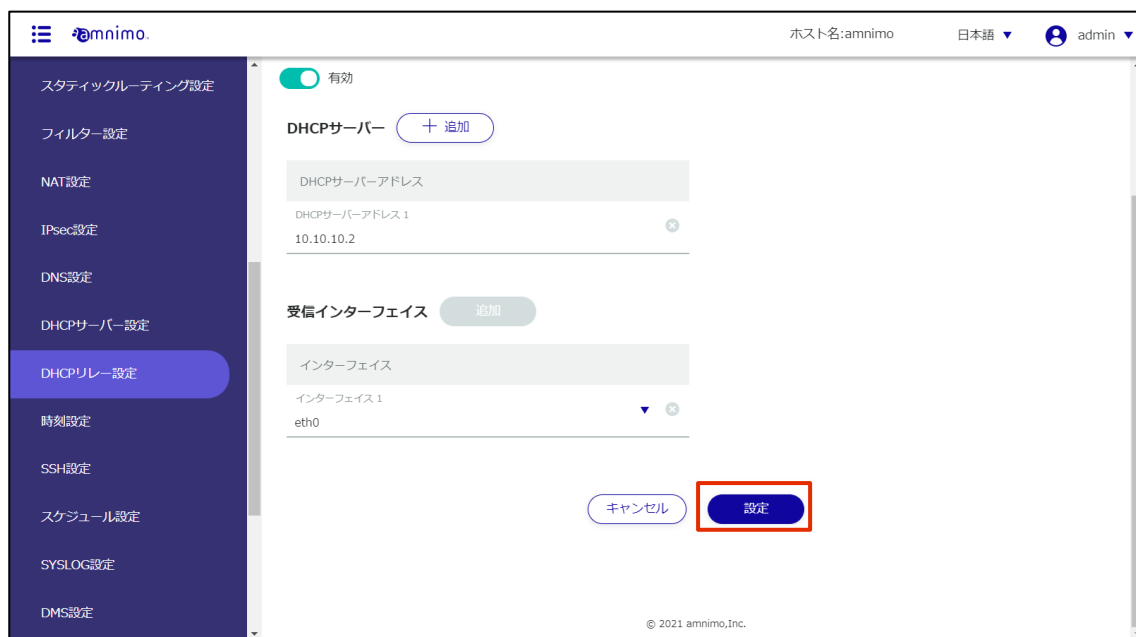 amnimo.
ホスト名:amnimo
日本語
admin
スタティックルーティング設定
フィルター設定
NAT設定
IPsec設定
DNS設定
DHCPサーバー設定
DHCPリレー設定
時刻設定
SSH設定
スケジュール設定
SYSLOG設定
DMS設定
有効
DHCPサーバー
+ 追加
DHCPサーバーアドレス
DHCPサーバーアドレス 1
10.10.10.2
受信インターフェイス
追加
インターフェイス
インターフェイス 1
eth0
キャンセル
設定
© 2021 amnimo,Inc.